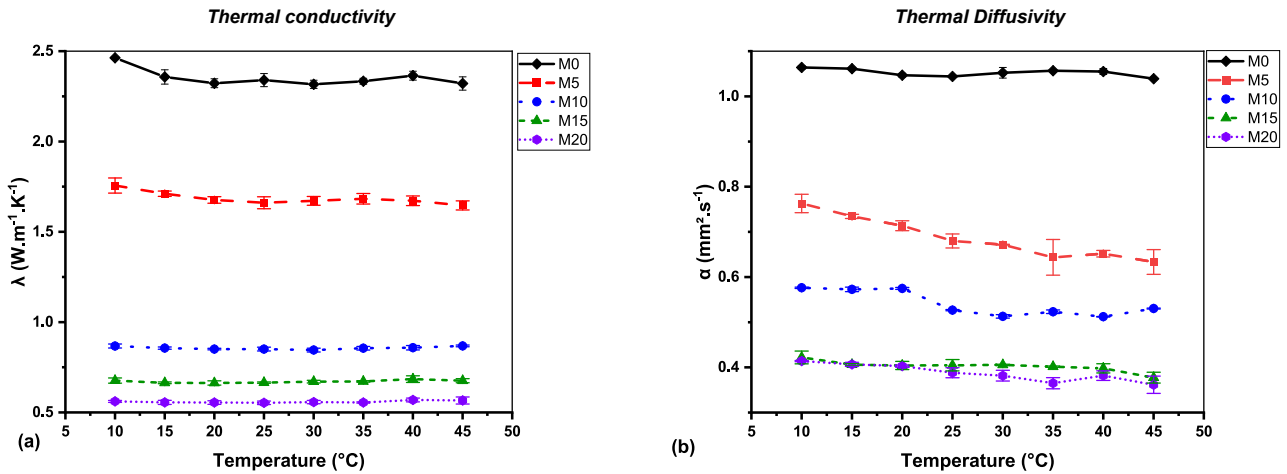 Thermal conductivity
λ (W.m⁻¹.K⁻¹)
2.5
2.0
1.5
1.0
0.5
5 10 15 20 25 30 35 40 45 50
Temperature (°C)
(a)
M0
M5
M10
M15
M20
Thermal Diffusivity
α (mm².s⁻¹)
1.0
0.8
0.6
0.4
5 10 15 20 25 30 35 40 45 50
Temperature (°C)
(b)
M0
M5
M10
M15
M20